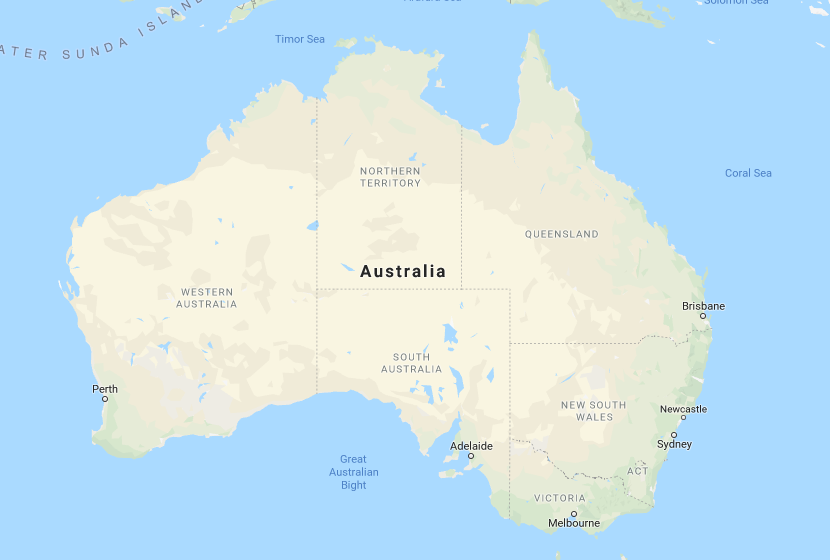 Solomon Sea
ATER SUNDA ISLAND
Timor Sea
Coral Sea
NORTHERN
TERRITORY
QUEENSLAND
Australia
WESTERN
AUSTRALIA
Brisbane
SOUTH
AUSTRALIA
Perth
NEW SOUTH
WALES
Newcastle
Sydney
Adelaide
Great
Australian
Bight
ACT
VICTORIA
Melbourne